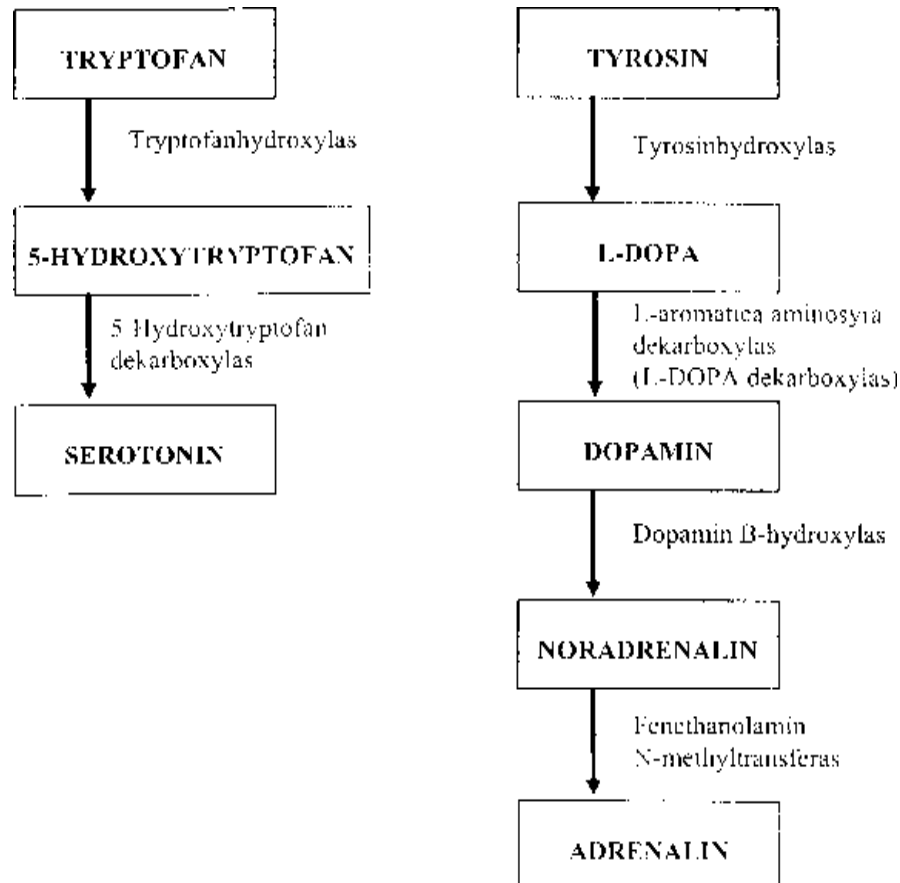 TRYPTOFAN
Tryptofanhydroxylas
5-HYDROXYTRYPTOFAN
5-Hydroxytryptofan
dekarboxylas
SEROTONIN
TYROSIN
Tyrosinhydroxylas
L-DOPA
L-aromatica aminosyra
dekarboxylas
(L-DOPA dekarboxylas)
DOPAMIN
Dopamin B-hydroxylas
NORADRENALIN
Fenethanolamin
N-methyltransferas
ADRENALIN